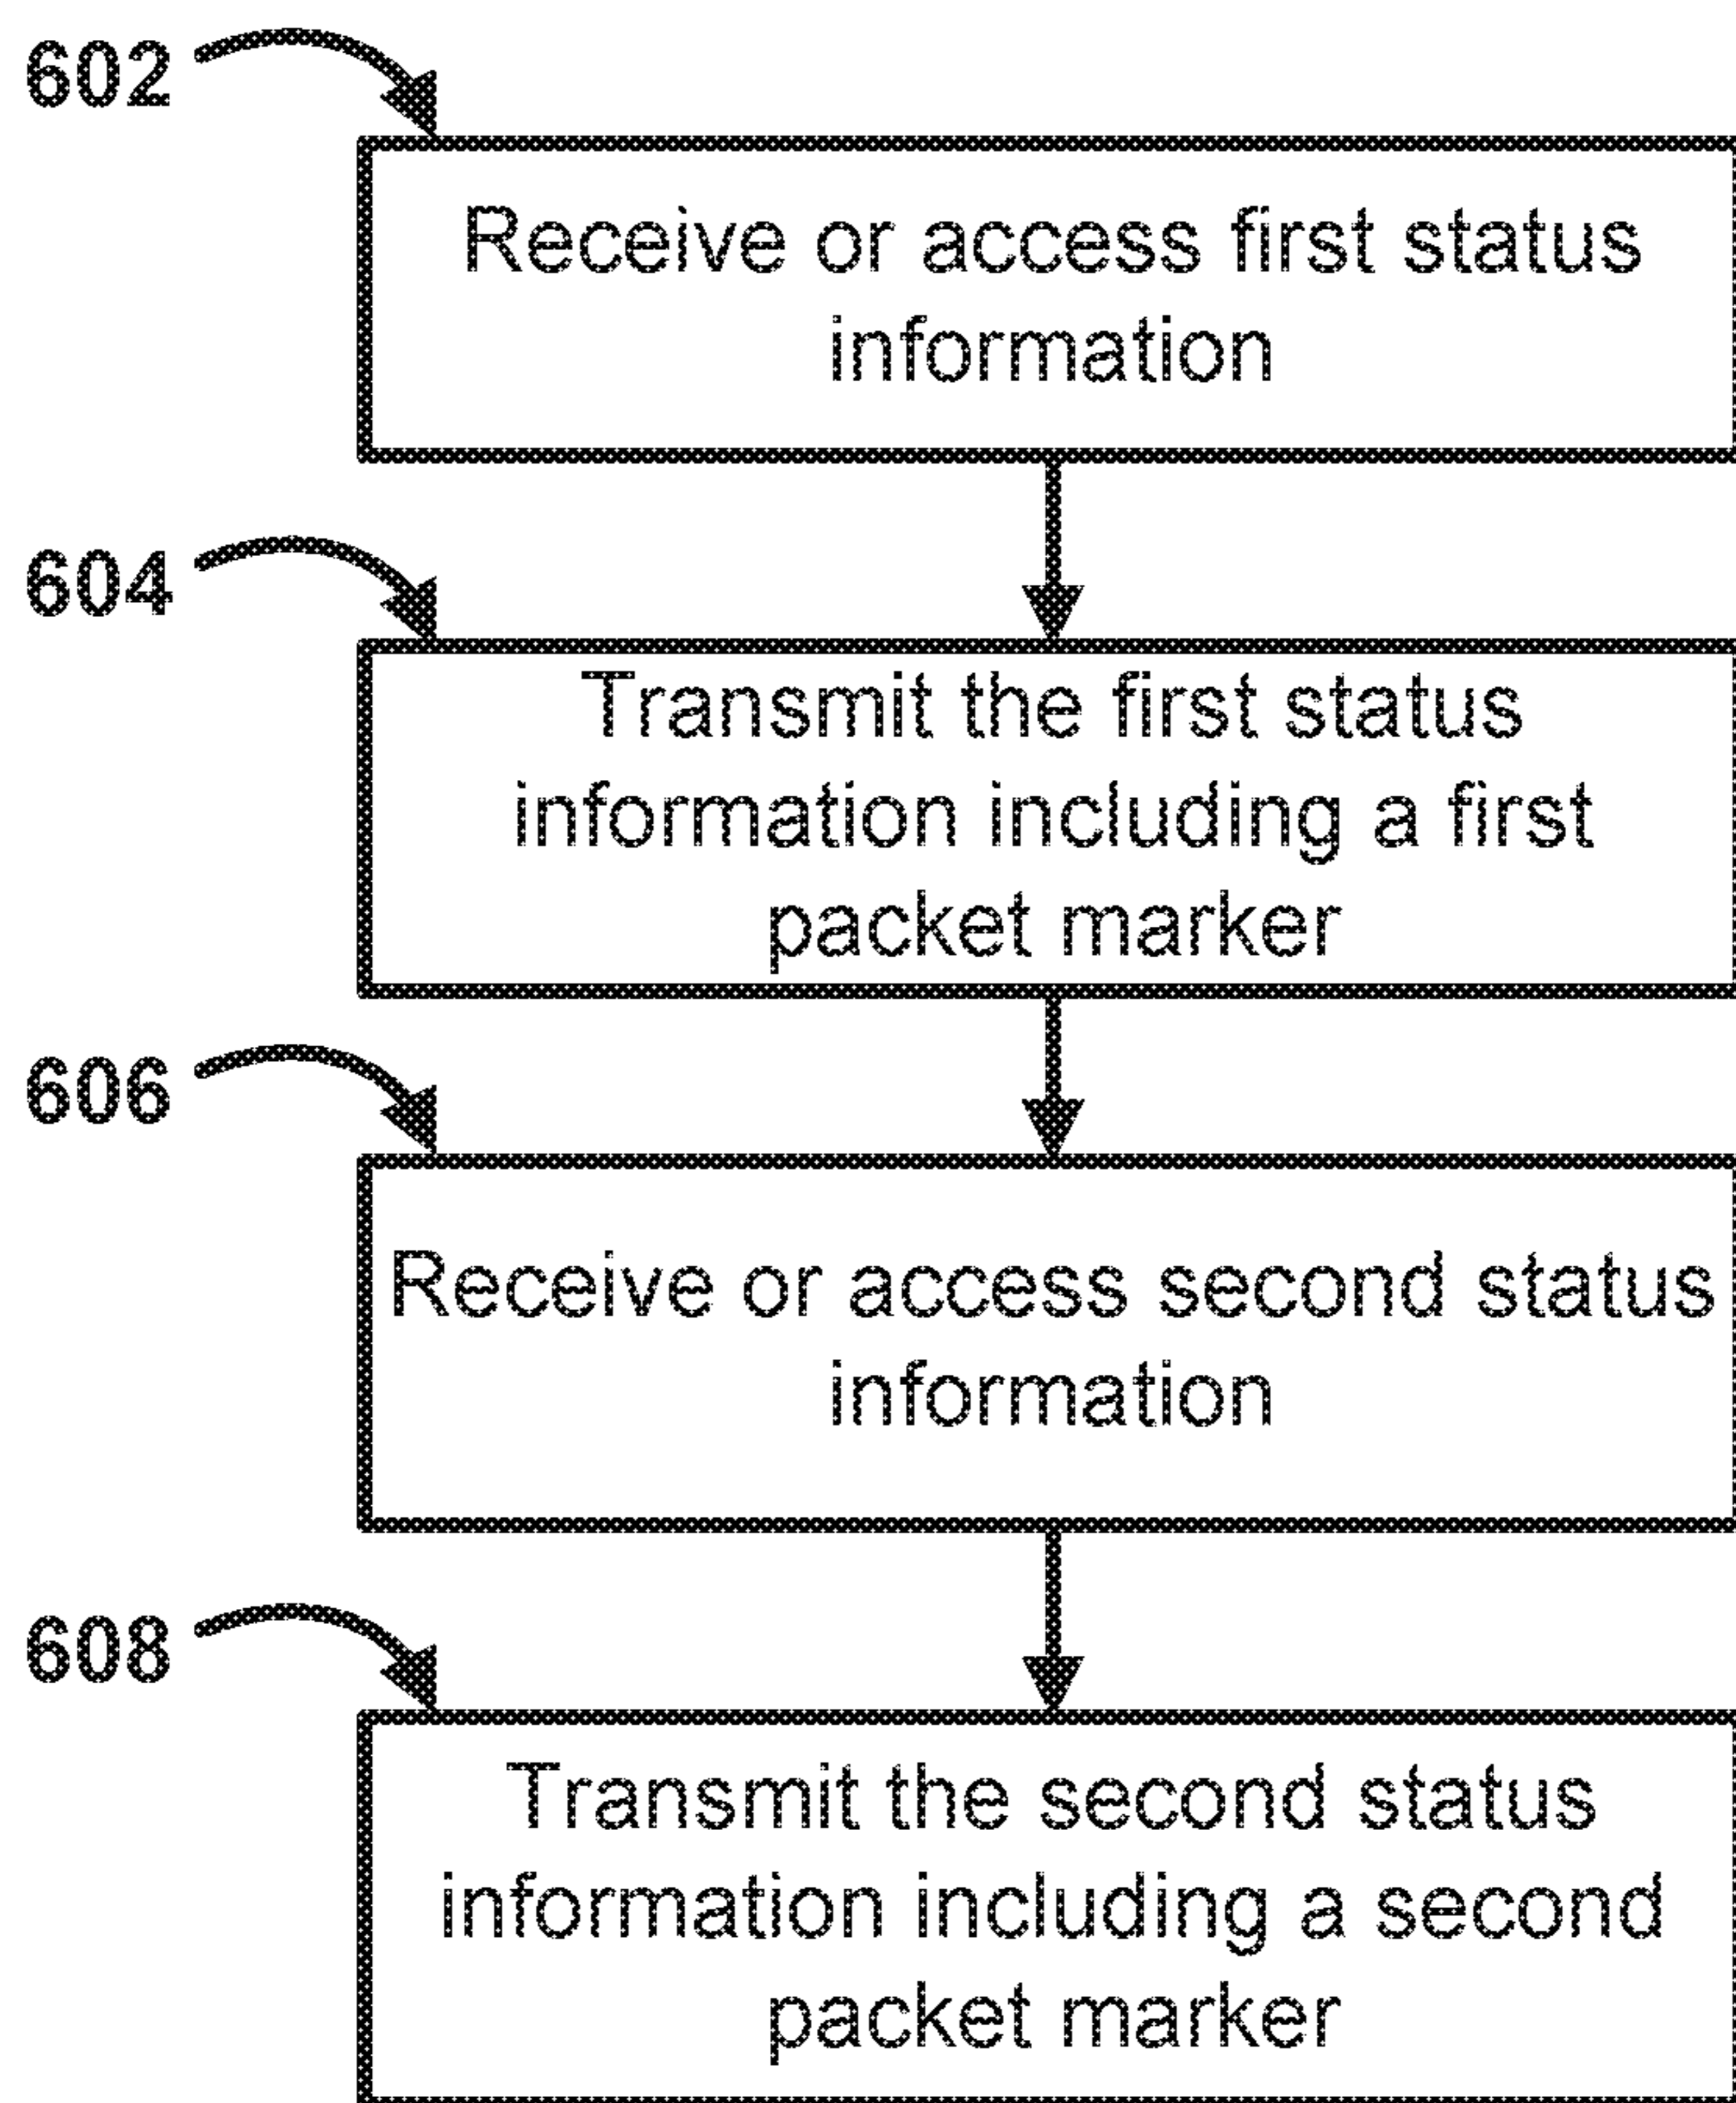 602
Receive or access first status
information
604
Transmit the first status
information including a first
packet marker
606
Receive or access second status
information
608
Transmit the second status
information including a second
packet marker